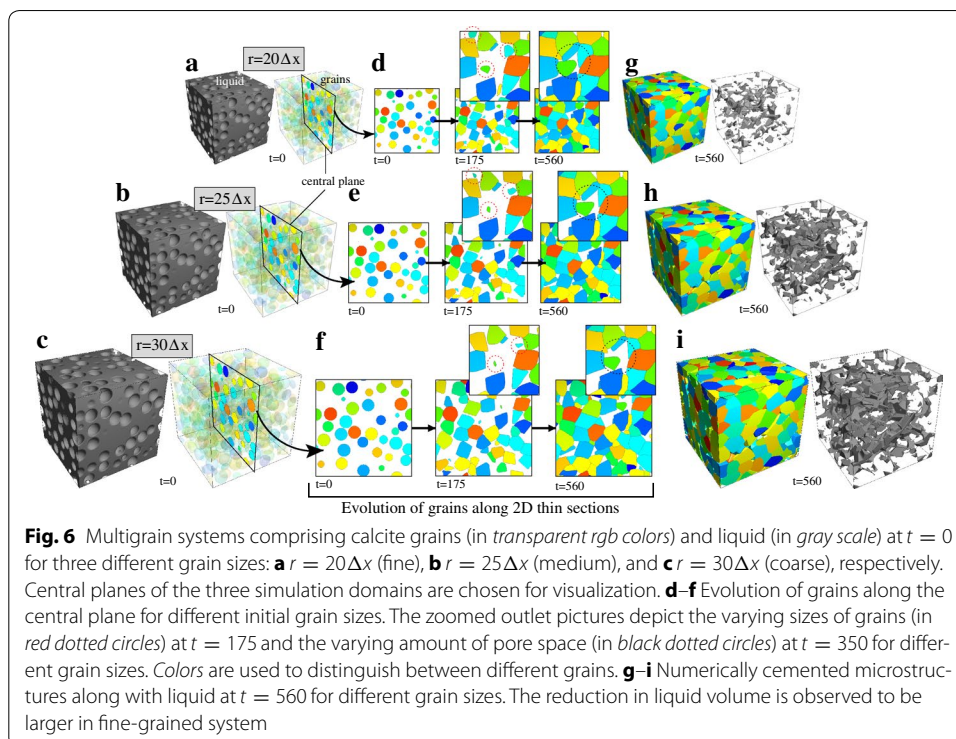 a
r=20Δx
liquid
grains
t=0
d
t=0
t=175
t=560
g
t=560
central plane
b
r=25Δx
t=0
e
t=0
t=175
t=560
h
t=560
c
r=30Δx
t=0
f
t=0
t=175
t=560
i
t=560
Evolution of grains along 2D thin sections
Fig. 6 Multigrain systems comprising calcite grains (in transparent rgb colors) and liquid (in gray scale) at t = 0
for three different grain sizes: a r = 20Δx (fine), b r = 25Δx (medium), and c r = 30Δx (coarse), respectively.
Central planes of the three simulation domains are chosen for visualization. d–f Evolution of grains along the
central plane for different initial grain sizes. The zoomed outlet pictures depict the varying sizes of grains (in
red dotted circles) at t = 175 and the varying amount of pore space (in black dotted circles) at t = 350 for differ-
ent grain sizes. Colors are used to distinguish between different grains. g–i Numerically cemented microstruc-
tures along with liquid at t = 560 for different grain sizes. The reduction in liquid volume is observed to be
larger in fine-grained system